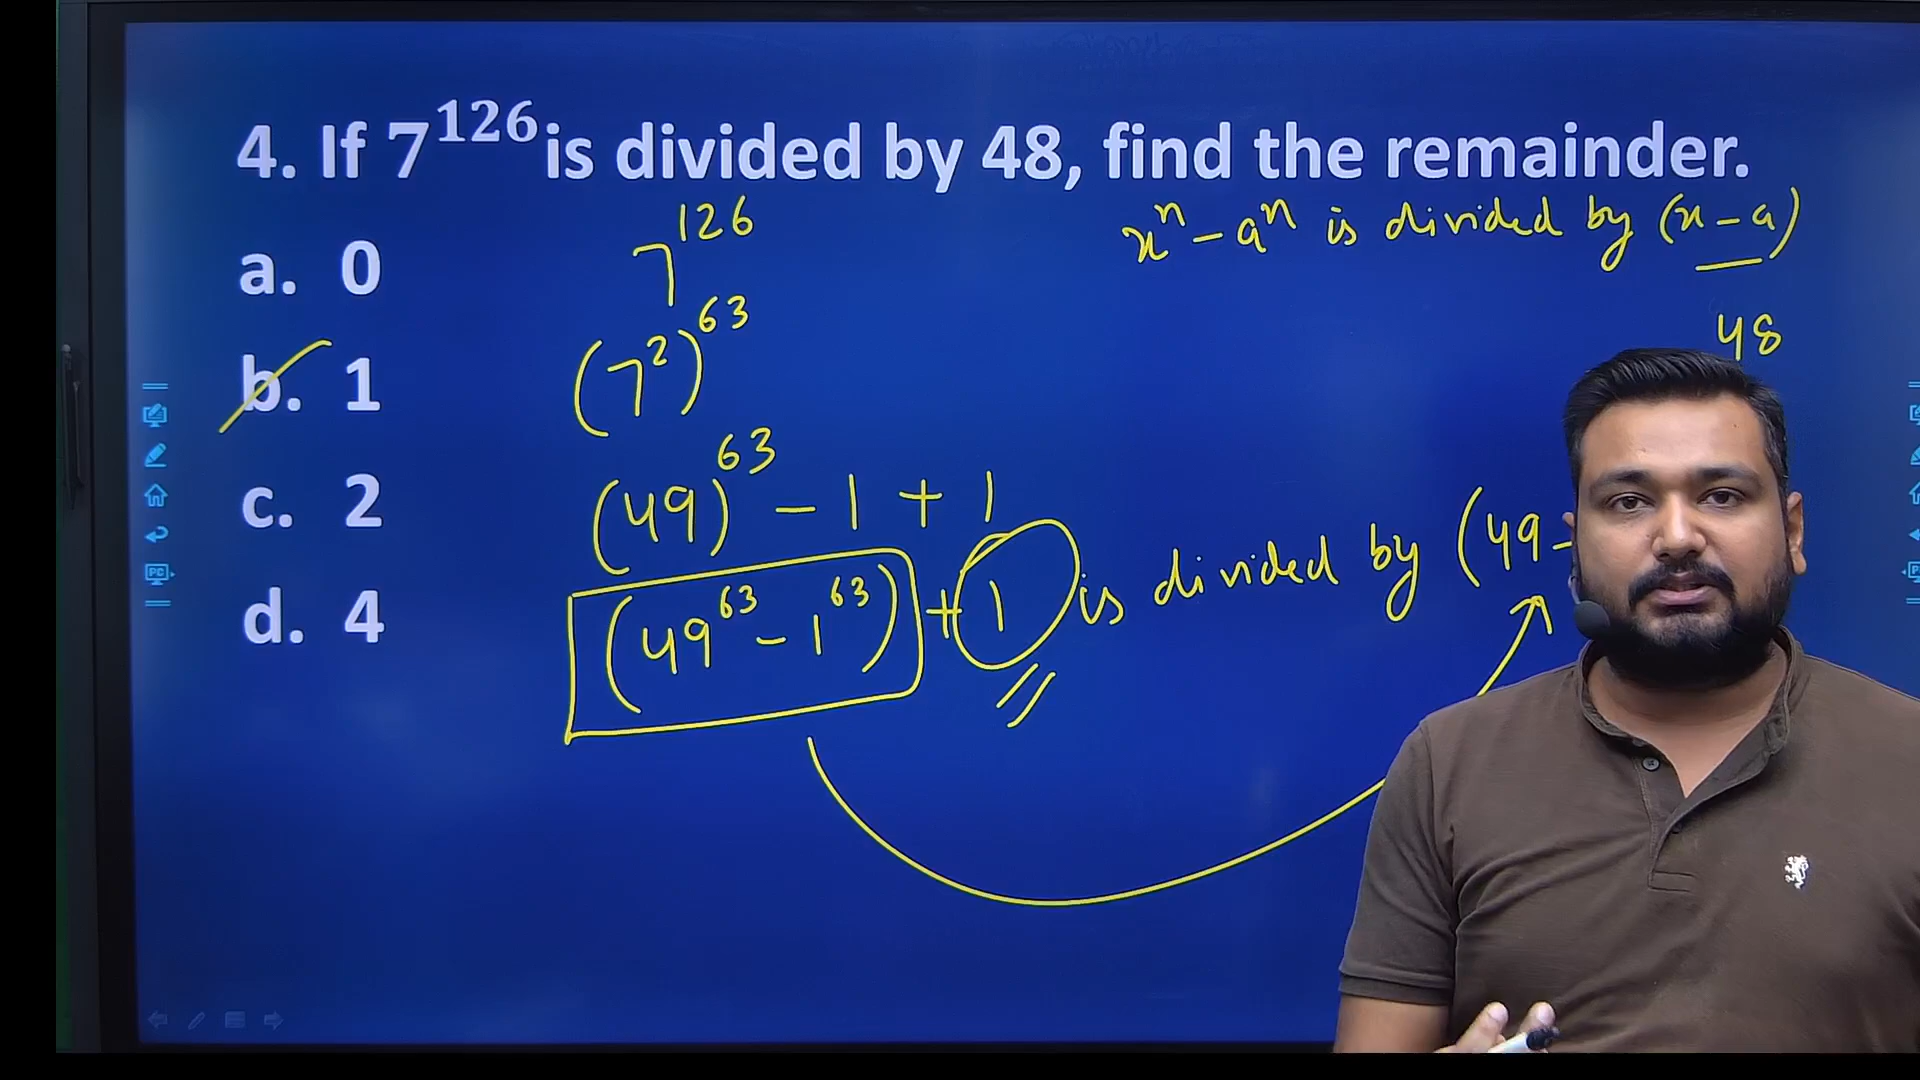 4. If 7^126 is divided by 48, find the remainder.
a. 0
b. 1
c. 2
d. 4
7^126
(7^2)^63
(49)^63 - 1 + 1
(49^63 - 1^63) + 1 is divided by (49-
x^n - a^n is divided by (x - a)
48
PC